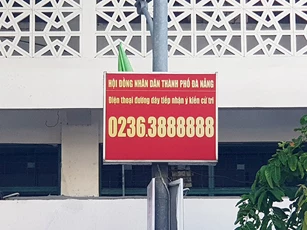 HỘI ĐỒNG NHÂN DÂN THÀNH PHỐ ĐÀ NẴNG
Điện thoại đường dây tiếp nhận ý kiến cử tri
0236.3888888